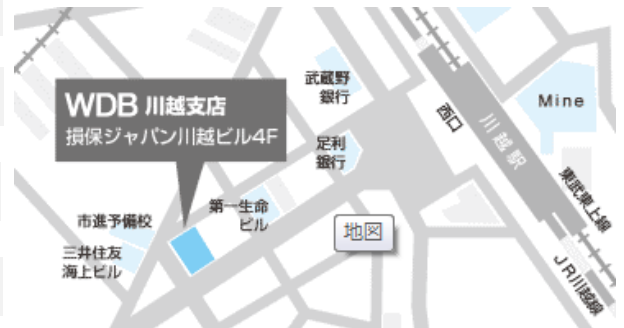 武蔵野
銀行
WDB 川越支店
損保ジャパン川越ビル4F
足利
銀行
西口
川越駅
Mine
東武東上線
JR川越線
第一生命
ビル
地図
市進予備校
三井住友
海上ビル